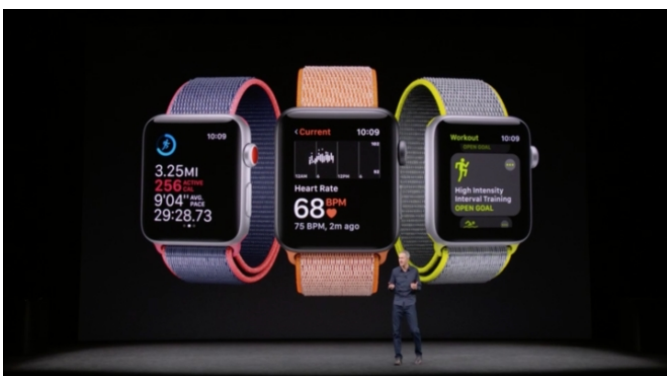 10:09
3.25MI
256 ACTIVE CAL
9'04" AVG. PACE
29:28.73
< Current 10:09
Heart Rate
68 BPM
75 BPM, 2m ago
Workout 10:09
OPEN GOAL
High Intensity
Interval Training
OPEN GOAL